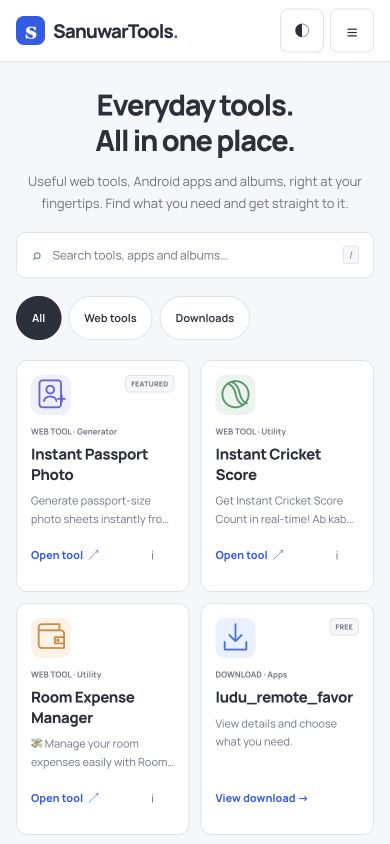 S SanuwarTools.
Everyday tools.
All in one place.
Useful web tools, Android apps and albums, right at your
fingertips. Find what you need and get straight to it.
Search tools, apps and albums… /
All Web tools Downloads
FEATURED
WEB TOOL · Generator
Instant Passport
Photo
Generate passport-size
photo sheets instantly fro…
Open tool ↗ i
WEB TOOL · Utility
Instant Cricket
Score
Get Instant Cricket Score
Count in real-time! Ab kab…
Open tool ↗ i
WEB TOOL · Utility
Room Expense
Manager
💸 Manage your room
expenses easily with Room…
Open tool ↗ i
FREE
DOWNLOAD · Apps
ludu_remote_favor
View details and choose
what you need.
View download →